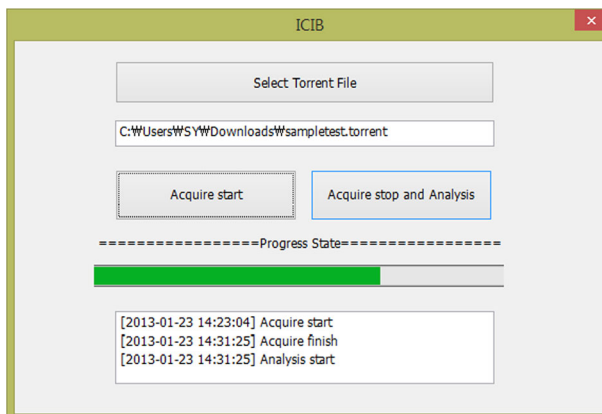 ICIB
Select Torrent File
C:₩Users₩SY₩Downloads₩sampletest.torrent
Acquire start
Acquire stop and Analysis
=================Progress State=================
[2013-01-23 14:23:04] Acquire start
[2013-01-23 14:31:25] Acquire finish
[2013-01-23 14:31:25] Analysis start